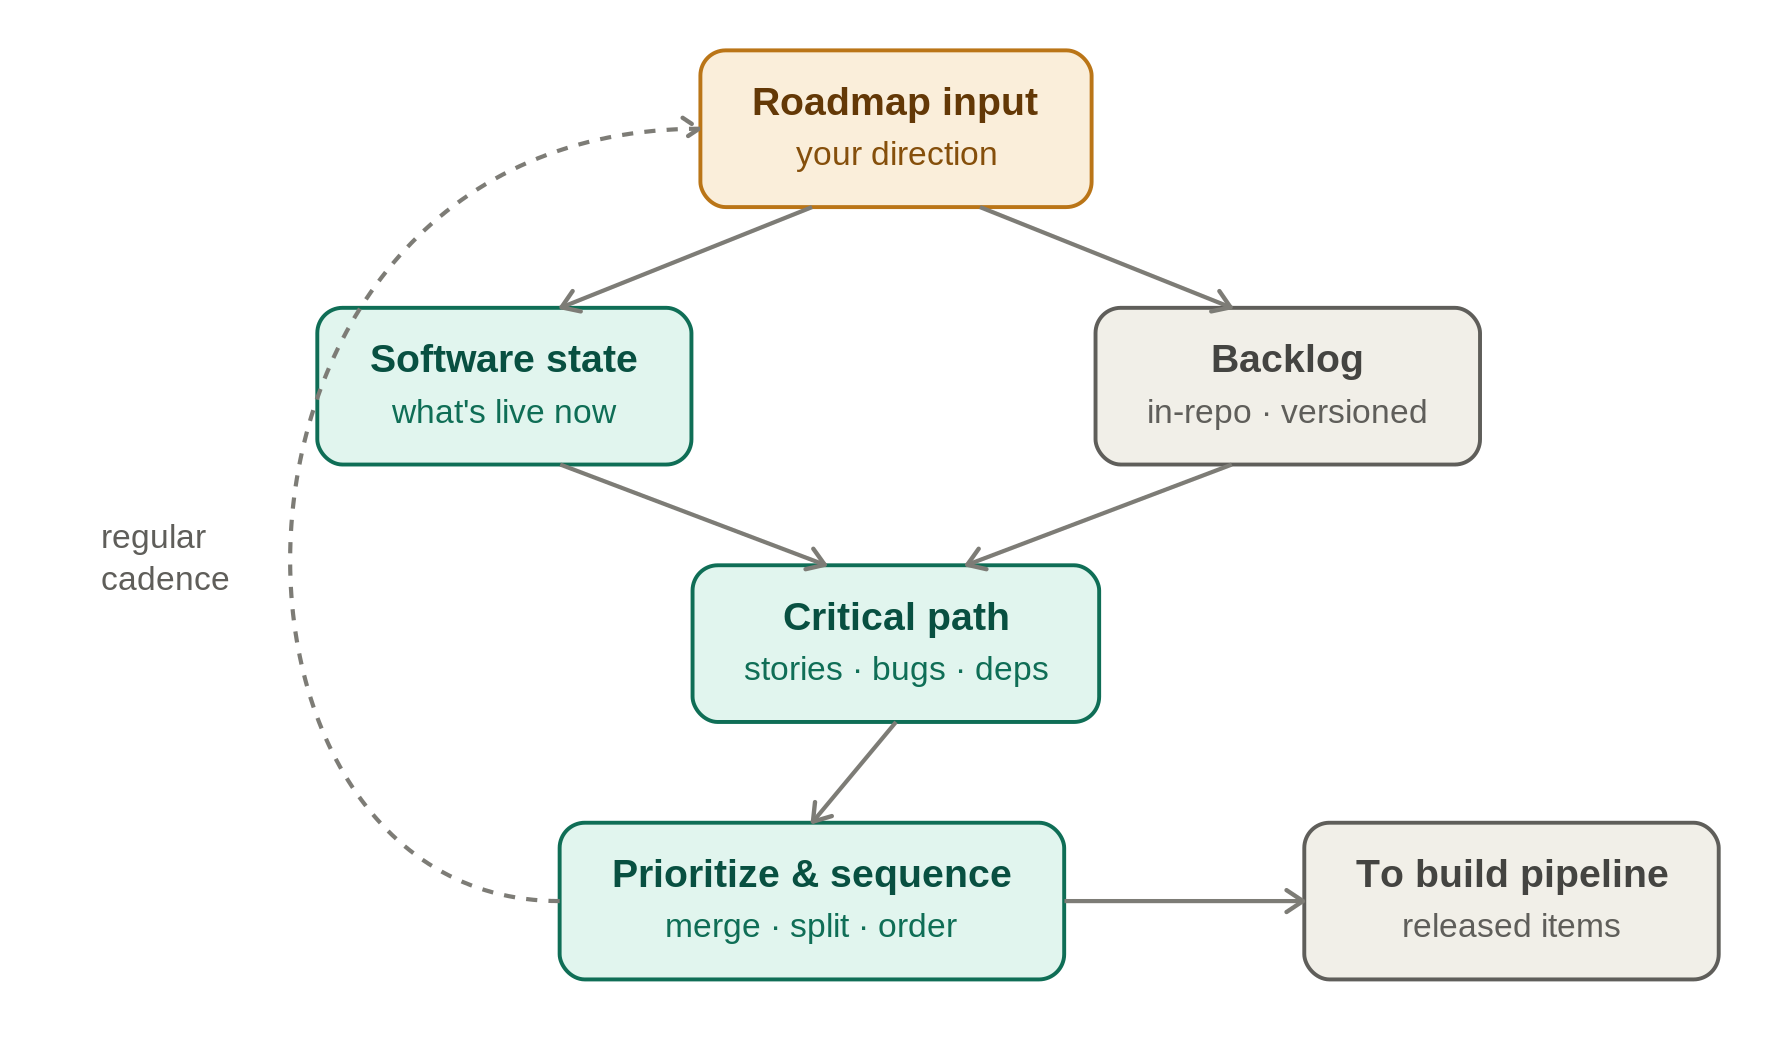 Roadmap input
your direction
Software state
what's live now
Backlog
in-repo · versioned
regular
cadence
Critical path
stories · bugs · deps
Prioritize & sequence
merge · split · order
To build pipeline
released items